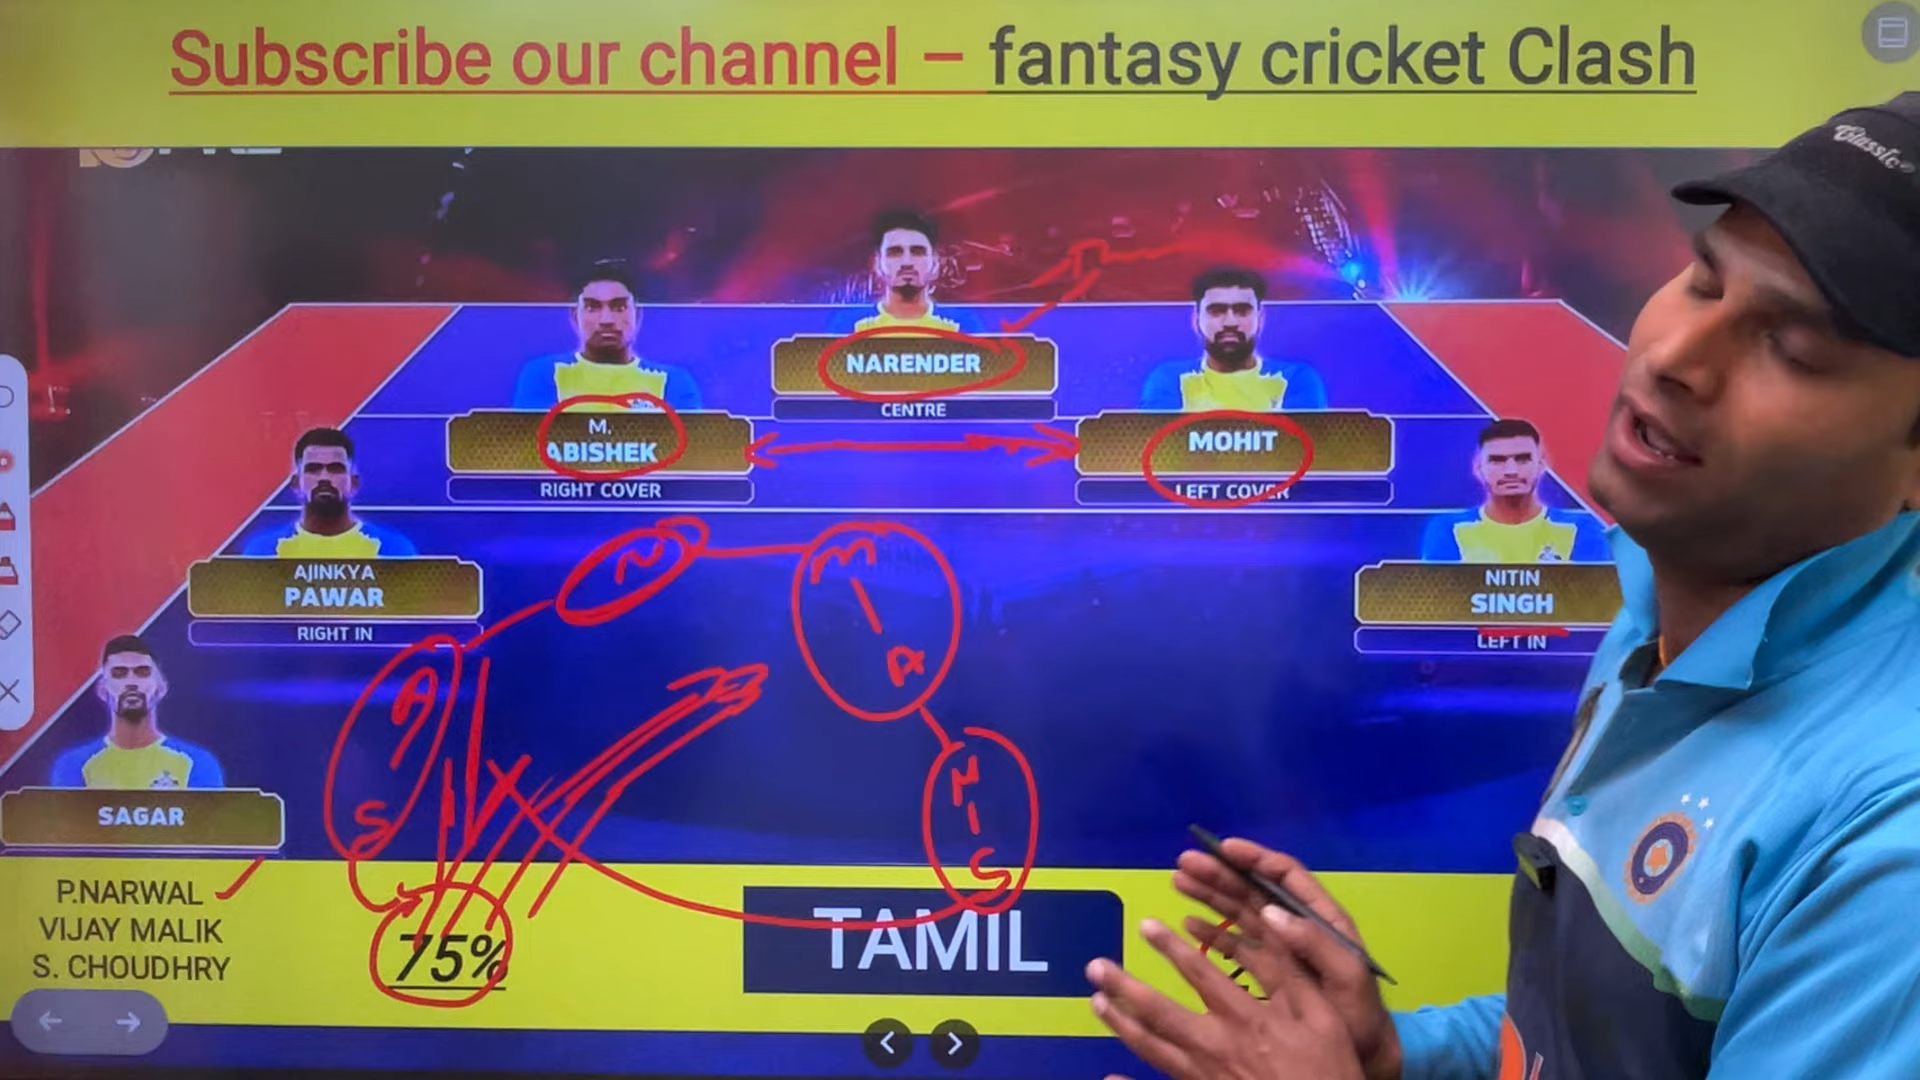 Subscribe our channel – fantasy cricket Clash
Classic
NARENDER
CENTRE
M.
ABISHEK
RIGHT COVER
MOHIT
LEFT COVER
AJINKYA
PAWAR
RIGHT IN
NITIN
SINGH
LEFT IN
SAGAR
N
M
A
A
S
S
P.NARWAL
VIJAY MALIK
S. CHOUDHRY
75%
TAMIL